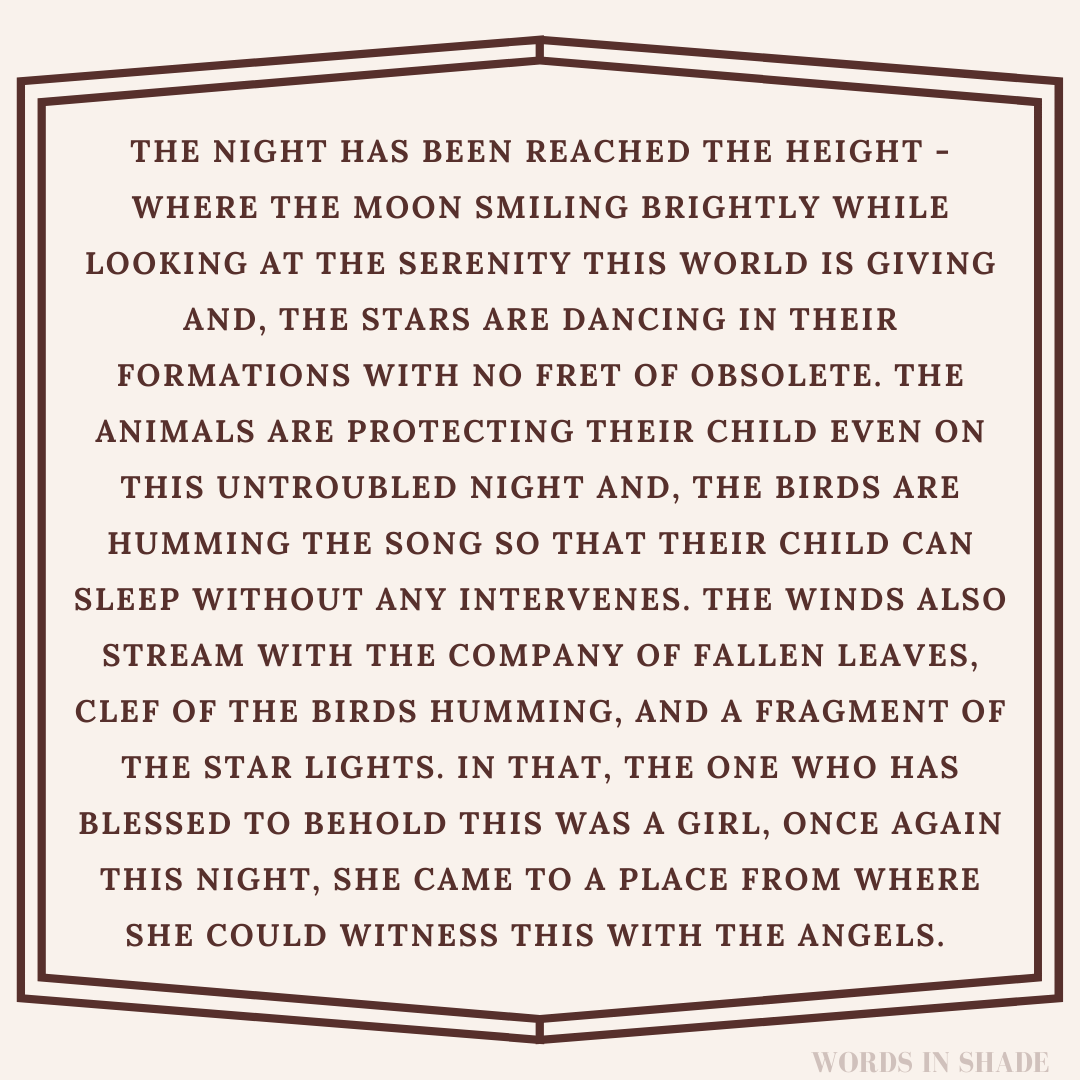 THE NIGHT HAS BEEN REACHED THE HEIGHT -
WHERE THE MOON SMILING BRIGHTLY WHILE
LOOKING AT THE SERENITY THIS WORLD IS GIVING
AND, THE STARS ARE DANCING IN THEIR
FORMATIONS WITH NO FRET OF OBSOLETE. THE
ANIMALS ARE PROTECTING THEIR CHILD EVEN ON
THIS UNTROUBLED NIGHT AND, THE BIRDS ARE
HUMMING THE SONG SO THAT THEIR CHILD CAN
SLEEP WITHOUT ANY INTERVENES. THE WINDS ALSO
STREAM WITH THE COMPANY OF FALLEN LEAVES,
CLEF OF THE BIRDS HUMMING, AND A FRAGMENT OF
THE STAR LIGHTS. IN THAT, THE ONE WHO HAS
BLESSED TO BEHOLD THIS WAS A GIRL, ONCE AGAIN
THIS NIGHT, SHE CAME TO A PLACE FROM WHERE
SHE COULD WITNESS THIS WITH THE ANGELS.
WORDS IN SHADE